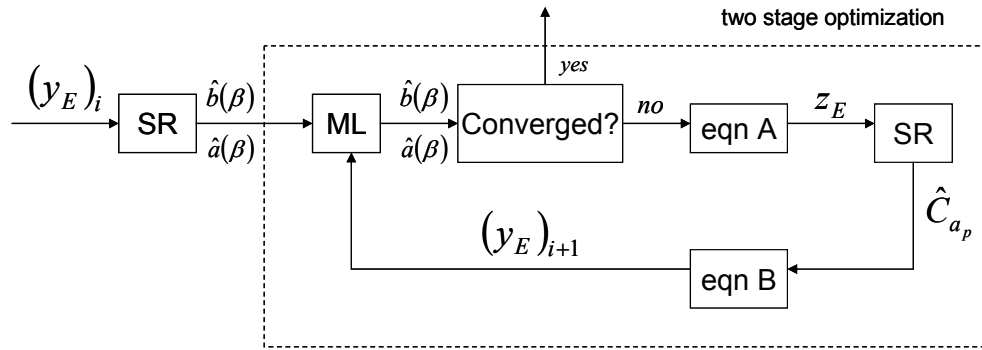 two stage optimization
yes
(y_E)_i
b̂(β)
SR
â(β)
ML
b̂(β)
â(β)
Converged?
no
eqn A
z_E
SR
Ĉ_{a_p}
(y_E)_{i+1}
eqn B